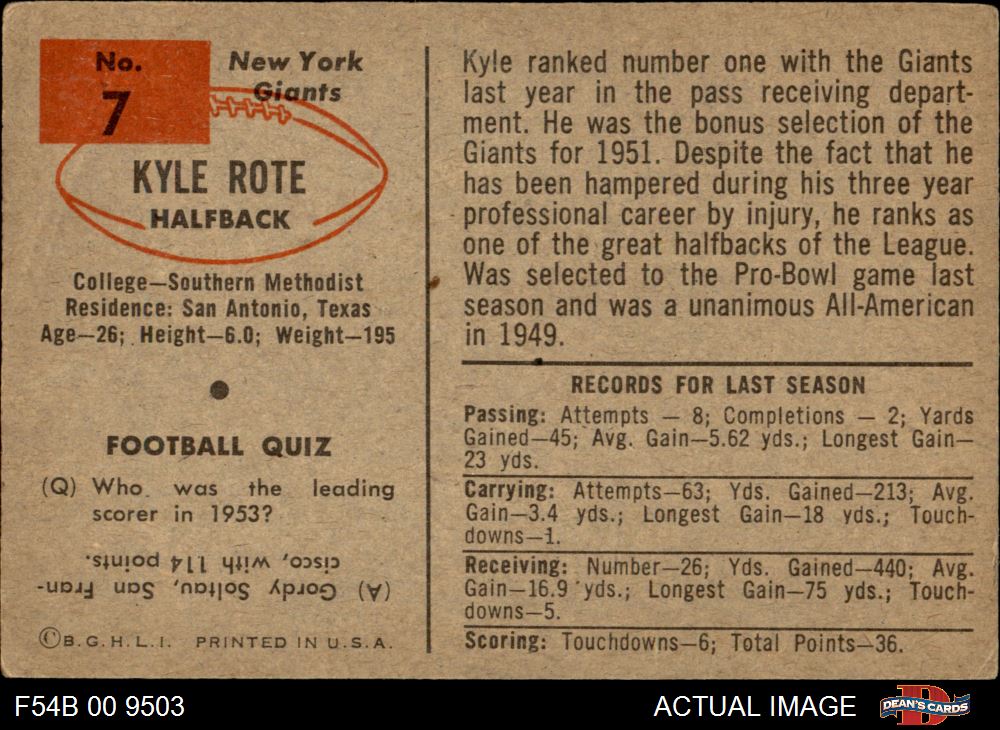 No.
7
New York
Giants
KYLE ROTE
HALFBACK
College—Southern Methodist
Residence: San Antonio, Texas
Age—26; Height—6.0; Weight—195
FOOTBALL QUIZ
(Q) Who was the leading
scorer in 1953?
(A) Gordy Soltau, San Fran-
cisco, with 114 points.
©B.G.H.L.I. PRINTED IN U.S.A.
Kyle ranked number one with the Giants
last year in the pass receiving depart-
ment. He was the bonus selection of the
Giants for 1951. Despite the fact that he
has been hampered during his three year
professional career by injury, he ranks as
one of the great halfbacks of the League.
Was selected to the Pro-Bowl game last
season and was a unanimous All-American
in 1949.
RECORDS FOR LAST SEASON
Passing: Attempts — 8; Completions — 2; Yards
Gained—45; Avg. Gain—5.62 yds.; Longest Gain—
23 yds.
Carrying: Attempts—63; Yds. Gained—213; Avg.
Gain—3.4 yds.; Longest Gain—18 yds.; Touch-
downs—1.
Receiving: Number—26; Yds. Gained—440; Avg.
Gain—16.9 yds.; Longest Gain—75 yds.; Touch-
downs—5.
Scoring: Touchdowns—6; Total Points—36.
F54B 00 9503
ACTUAL IMAGE
D
DEAN'S CARDS